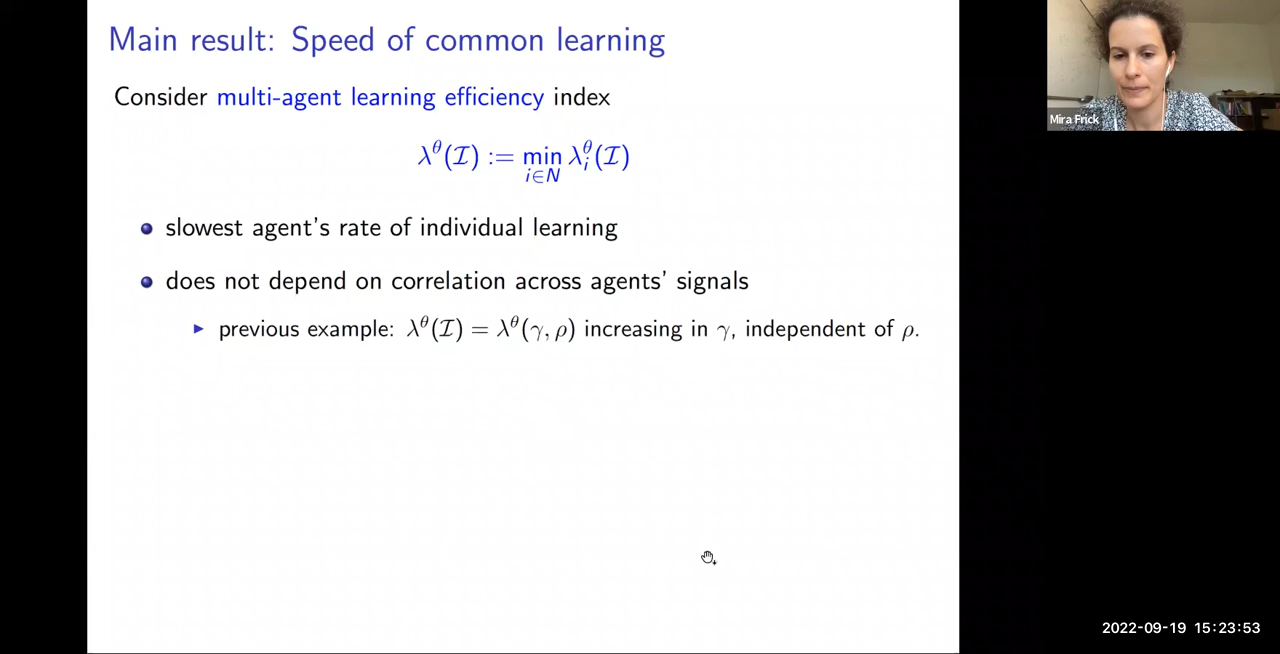 Main result: Speed of common learning
Consider multi-agent learning efficiency index
λ^θ(𝓘) := min_{i∈N} λ_i^θ(𝓘)
slowest agent's rate of individual learning
does not depend on correlation across agents' signals
previous example: λ^θ(𝓘) = λ^θ(γ, ρ) increasing in γ, independent of ρ.
Mira Frick
2022-09-19 15:23:53